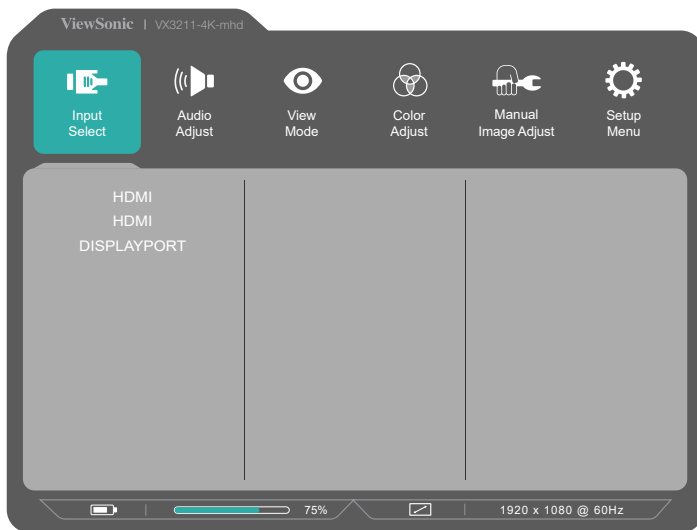 ViewSonic | VX3211-4K-mhd
Input
Select
Audio
Adjust
View
Mode
Color
Adjust
Manual
Image Adjust
Setup
Menu
HDMI
HDMI
DISPLAYPORT
75%
1920 x 1080 @ 60Hz